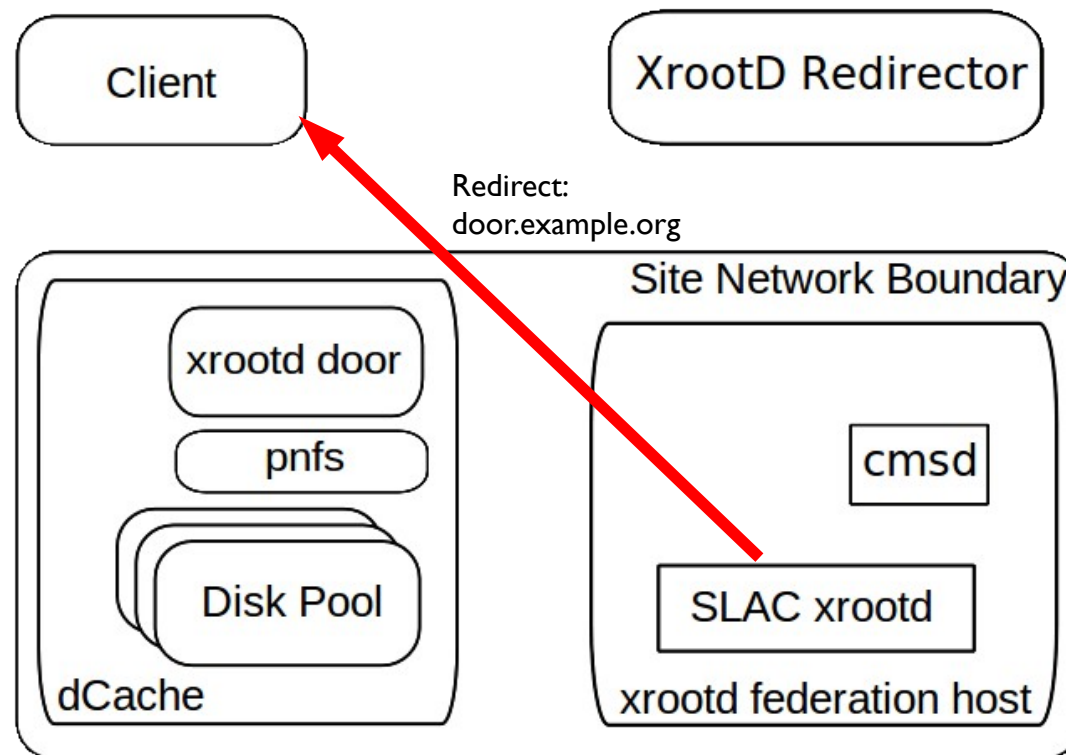 Client
XrootD Redirector
Redirect:
door.example.org
Site Network Boundary
xrootd door
pnfs
Disk Pool
dCache
cmsd
SLAC xrootd
xrootd federation host